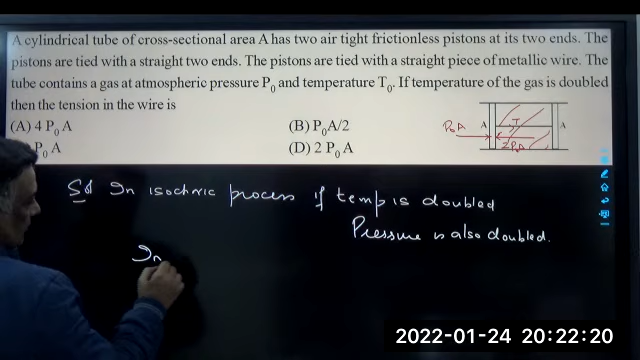 A cylindrical tube of cross-sectional area A has two air tight frictionless pistons at its two ends. The
pistons are tied with a straight two ends. The pistons are tied with a straight piece of metallic wire. The
tube contains a gas at atmospheric pressure P₀ and temperature T₀. If temperature of the gas is doubled
then the tension in the wire is
(A) 4 P₀ A
(B) P₀A/2
P₀ A
(D) 2 P₀ A
P₀A A T A
2P₀A
Sol In isochoric process if temp is doubled
Pressure is also doubled.
In
2022-01-24 20:22:20